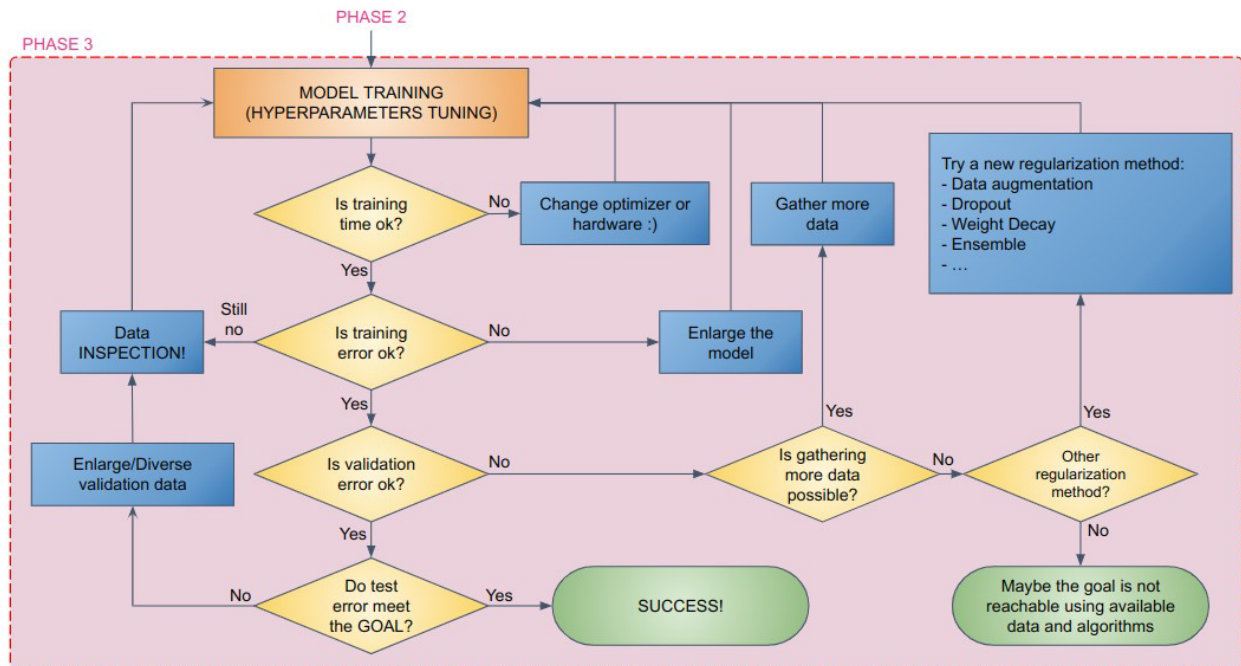 PHASE 2
PHASE 3
MODEL TRAINING
(HYPERPARAMETERS TUNING)
Is training
time ok?
No
Change optimizer or
hardware :)
Gather more
data
Try a new regularization method:
- Data augmentation
- Dropout
- Weight Decay
- Ensemble
- …
Yes
Still
no
Data
INSPECTION!
Is training
error ok?
No
Enlarge the
model
Yes
Yes
Yes
Enlarge/Diverse
validation data
Is validation
error ok?
No
Is gathering
more data
possible?
No
Other
regularization
method?
Yes
No
No
Do test
error meet
the GOAL?
Yes
SUCCESS!
Maybe the goal is not
reachable using available
data and algorithms